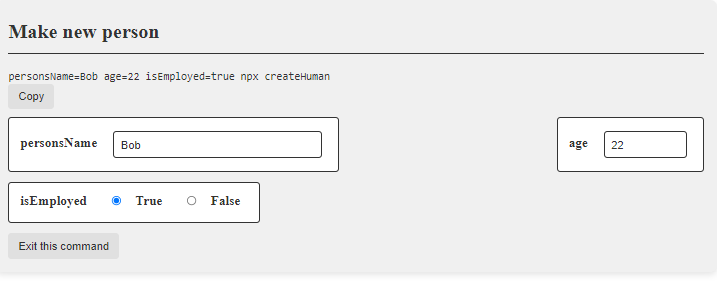 Make new person
personsName=Bob age=22 isEmployed=true npx createHuman
Copy
personsName Bob age 22
isEmployed True False
Exit this command